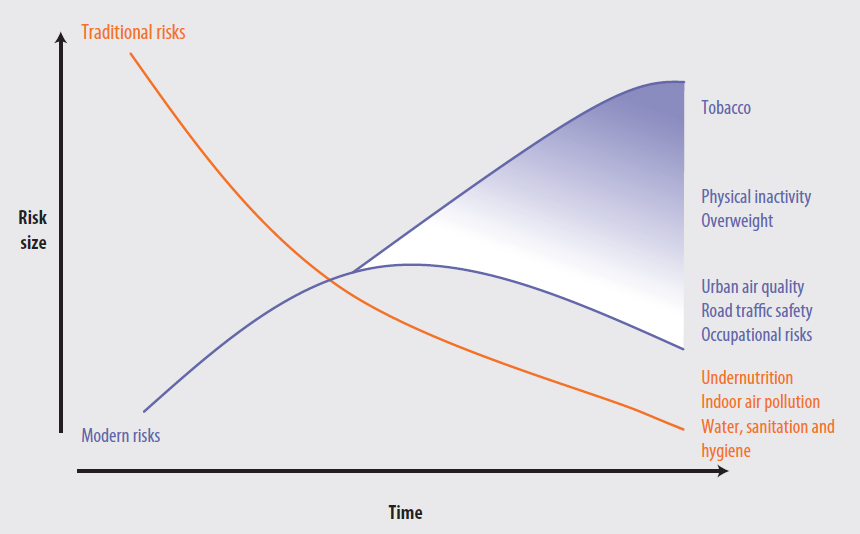 Traditional risks
Risk
size
Modern risks
Tobacco
Physical inactivity
Overweight
Urban air quality
Road traffic safety
Occupational risks
Undernutrition
Indoor air pollution
Water, sanitation and
hygiene
Time